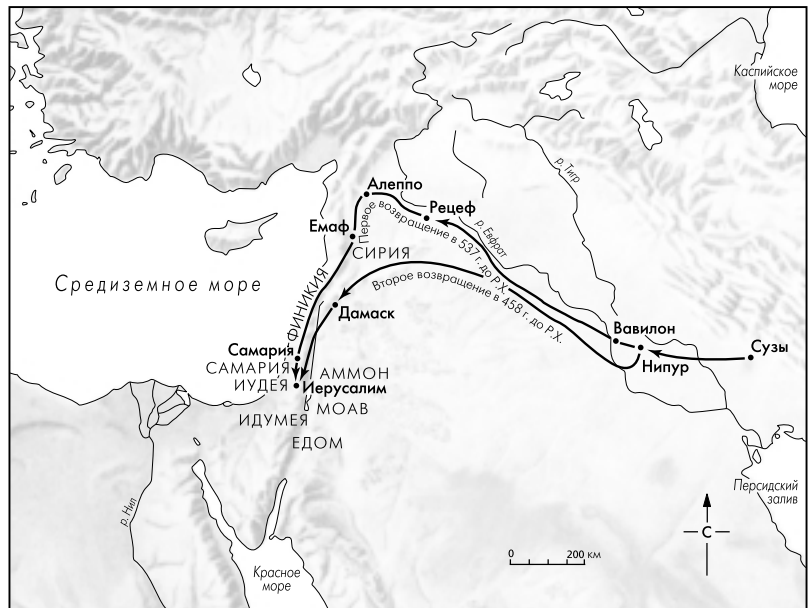 Каспийское
море
р. Тигр
Алеппо
Рецеф
Первое возвращение в 537 г. до Р.Х.
р. Евфрат
Емаф
СИРИЯ
Средиземное море
Второе возвращение в 458 г. до Р.Х.
ФИНИКИЯ
Дамаск
Вавилон
Сузы
Нипур
Самария
САМАРИЯ
АММОН
ИУДЕЯ
Иерусалим
МОАВ
ИДУМЕЯ
ЕДОМ
Персидский
залив
р. Нил
С
0 200 км
Красное
море